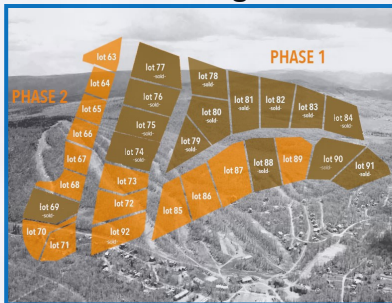 PHASE 1
PHASE 2
lot 63
lot 64
lot 65
lot 66
lot 67
lot 68
lot 69
-sold-
lot 70
lot 71
lot 77
-sold-
lot 76
-sold-
lot 75
-sold-
lot 74
-sold-
lot 73
lot 72
lot 92
lot 78
-sold-
lot 79
-sold-
lot 80
-sold-
lot 81
-sold-
lot 82
-sold-
lot 83
-sold-
lot 84
-sold-
lot 85
lot 86
lot 87
lot 88
-sold-
lot 89
lot 90
-sold-
lot 91
-sold-